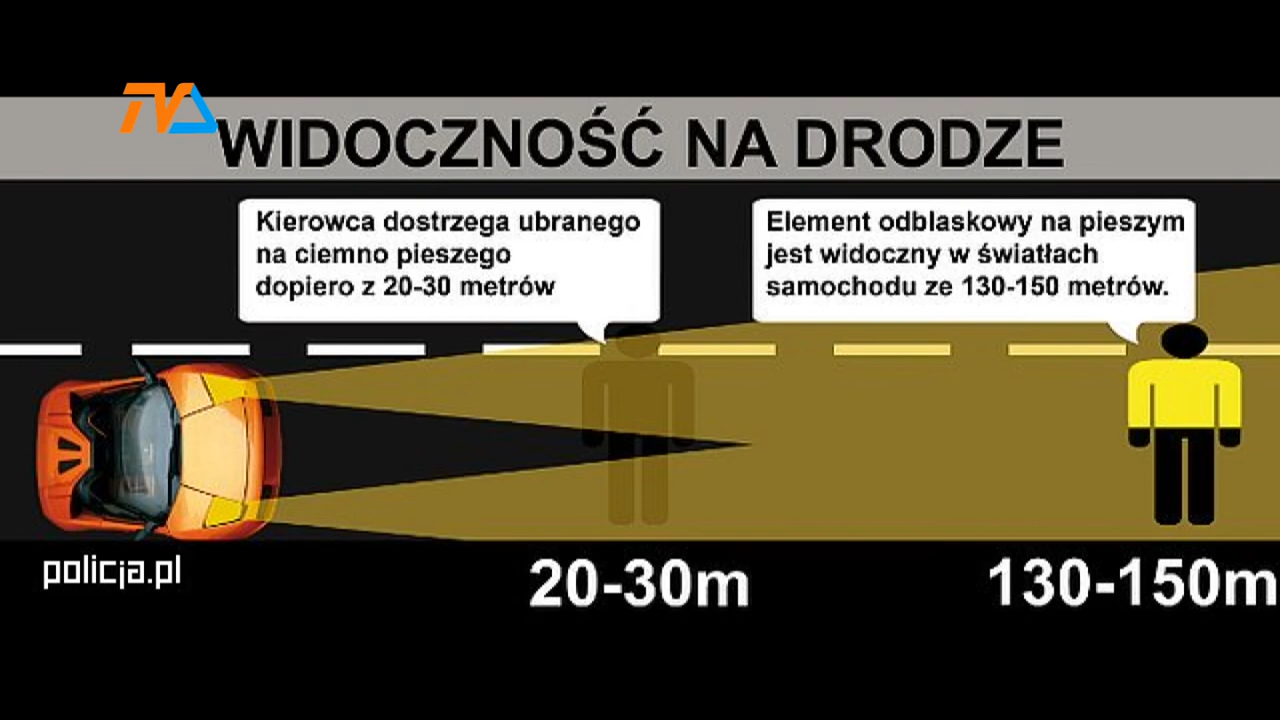 TVA
WIDOCZNOŚĆ NA DRODZE
Kierowca dostrzega ubranego
na ciemno pieszego
dopiero z 20-30 metrów
Element odblaskowy na pieszym
jest widoczny w światłach
samochodu ze 130-150 metrów.
policja.pl
20-30m
130-150m